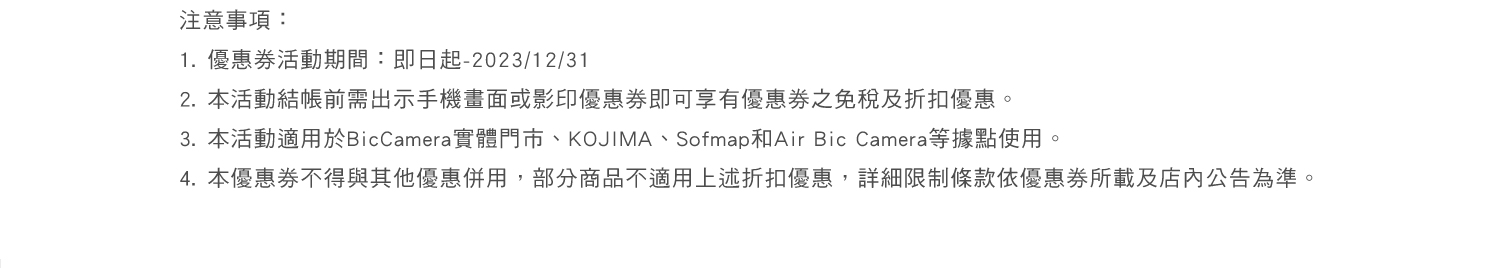 注意事項：
1. 優惠券活動期間：即日起-2023/12/31
2. 本活動結帳前需出示手機畫面或影印優惠券即可享有優惠券之免稅及折扣優惠。
3. 本活動適用於BicCamera實體門市、KOJIMA、Sofmap和Air Bic Camera等據點使用。
4. 本優惠券不得與其他優惠併用，部分商品不適用上述折扣優惠，詳細限制條款依優惠券所載及店內公告為準。